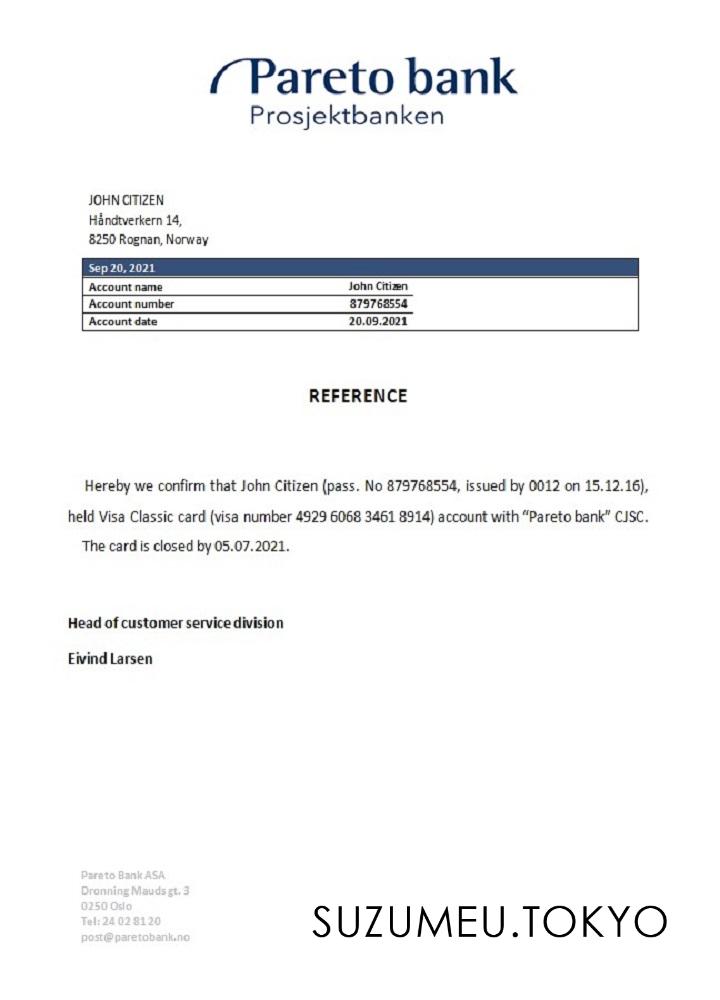 Pareto bank
Prosjektbanken
JOHN CITIZEN
Håndtverkern 14,
8250 Rognan, Norway
Sep 20, 2021
Account name John Citizen
Account number 879768554
Account date 20.09.2021
REFERENCE
Hereby we confirm that John Citizen (pass. No 879768554, issued by 0012 on 15.12.16),
held Visa Classic card (visa number 4929 6068 3461 8914) account with “Pareto bank” CJSC.
The card is closed by 05.07.2021.
Head of customer service division
Eivind Larsen
Pareto Bank ASA
Dronning Mauds gt. 3
0250 Oslo
Tel: 24 02 81 20
post@paretobank.no
SUZUMEU.TOKYO